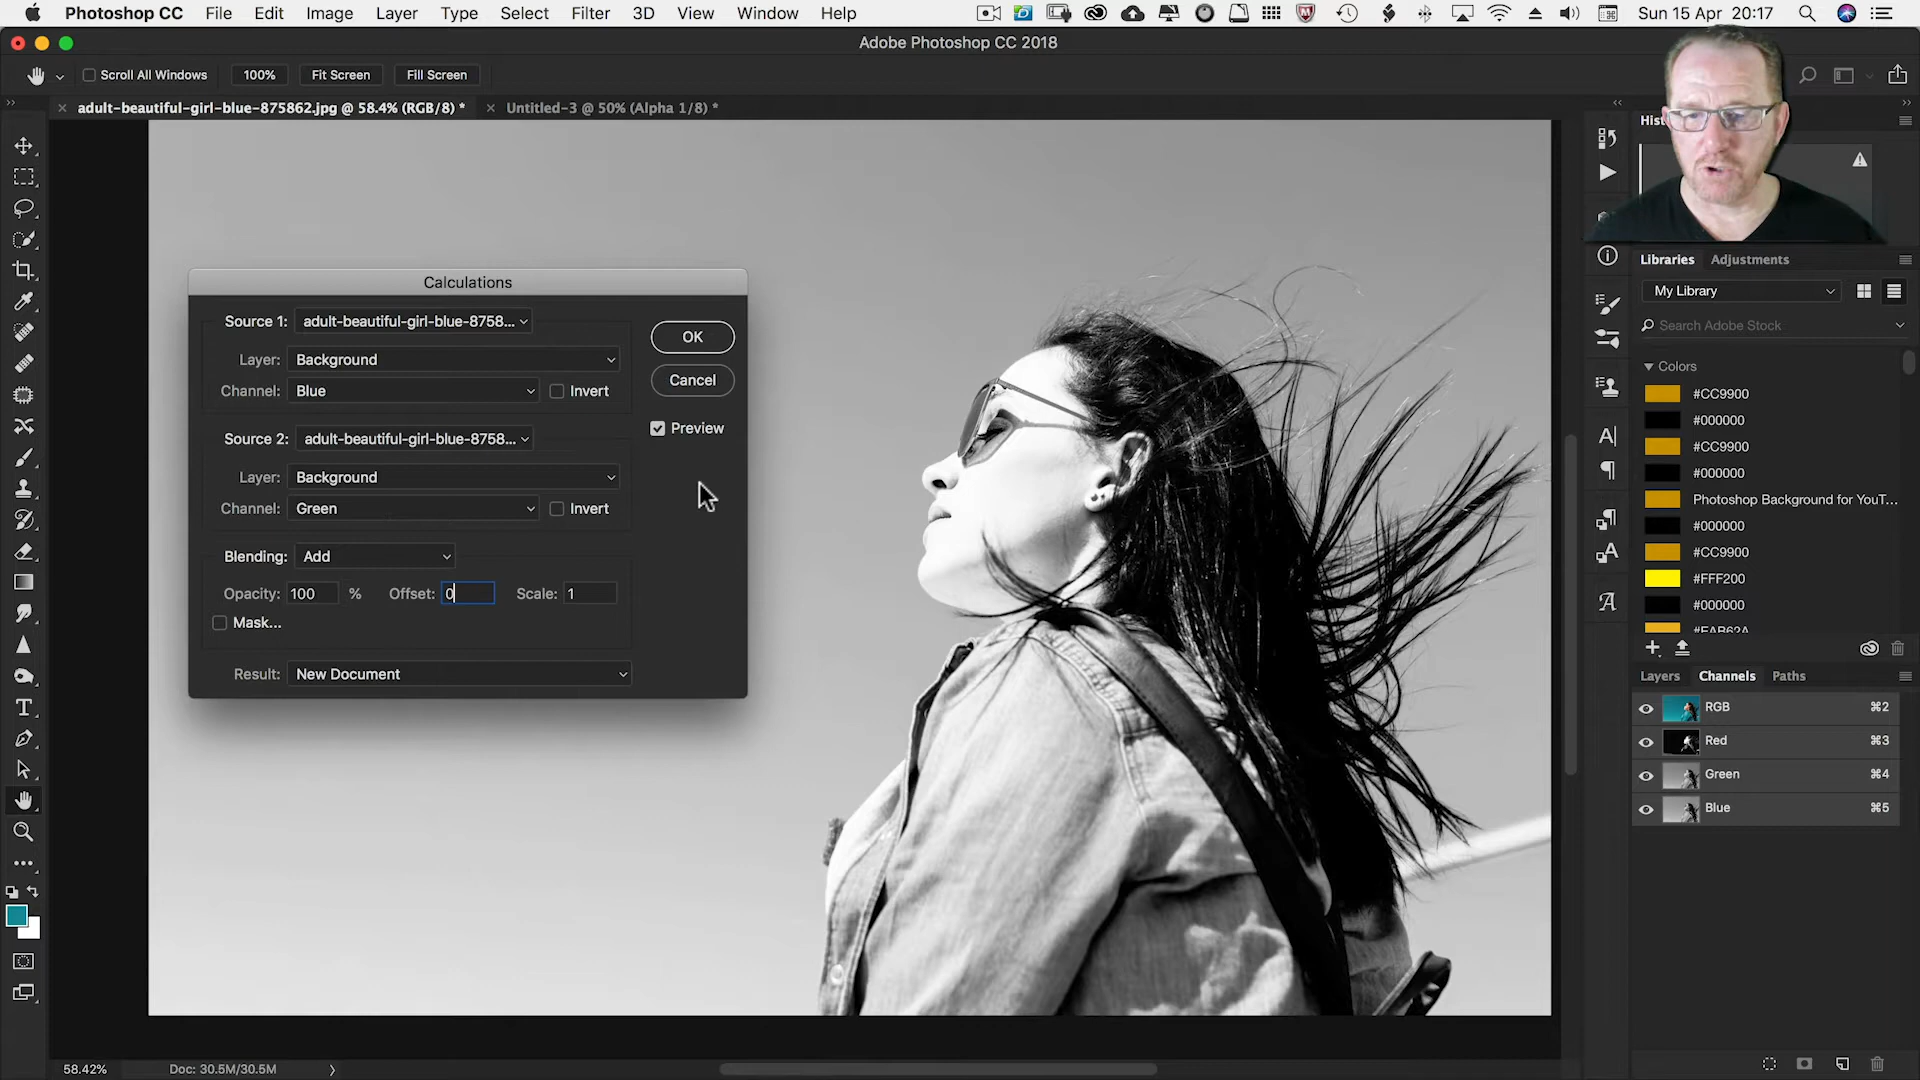 Photoshop CC File Edit Image Layer Type Select Filter 3D View Window Help Sun 15 Apr 20:17
Adobe Photoshop CC 2018
Scroll All Windows 100% Fit Screen Fill Screen
adult-beautiful-girl-blue-875862.jpg @ 58.4% (RGB/8) * Untitled-3 @ 50% (Alpha 1/8) *
Calculations
Source 1: adult-beautiful-girl-blue-8758...
Layer: Background
Channel: Blue Invert
OK
Cancel
Preview
Source 2: adult-beautiful-girl-blue-8758...
Layer: Background
Channel: Green Invert
Blending: Add
Opacity: 100 % Offset: 0 Scale: 1
Mask...
Result: New Document
Libraries Adjustments
My Library
Search Adobe Stock
Colors
#CC9900
#000000
#CC9900
#000000
Photoshop Background for YouT...
#000000
#CC9900
#FFF200
#000000
Layers Channels Paths
RGB ⌘2
Red ⌘3
Green ⌘4
Blue ⌘5
58.42% Doc: 30.5M/30.5M